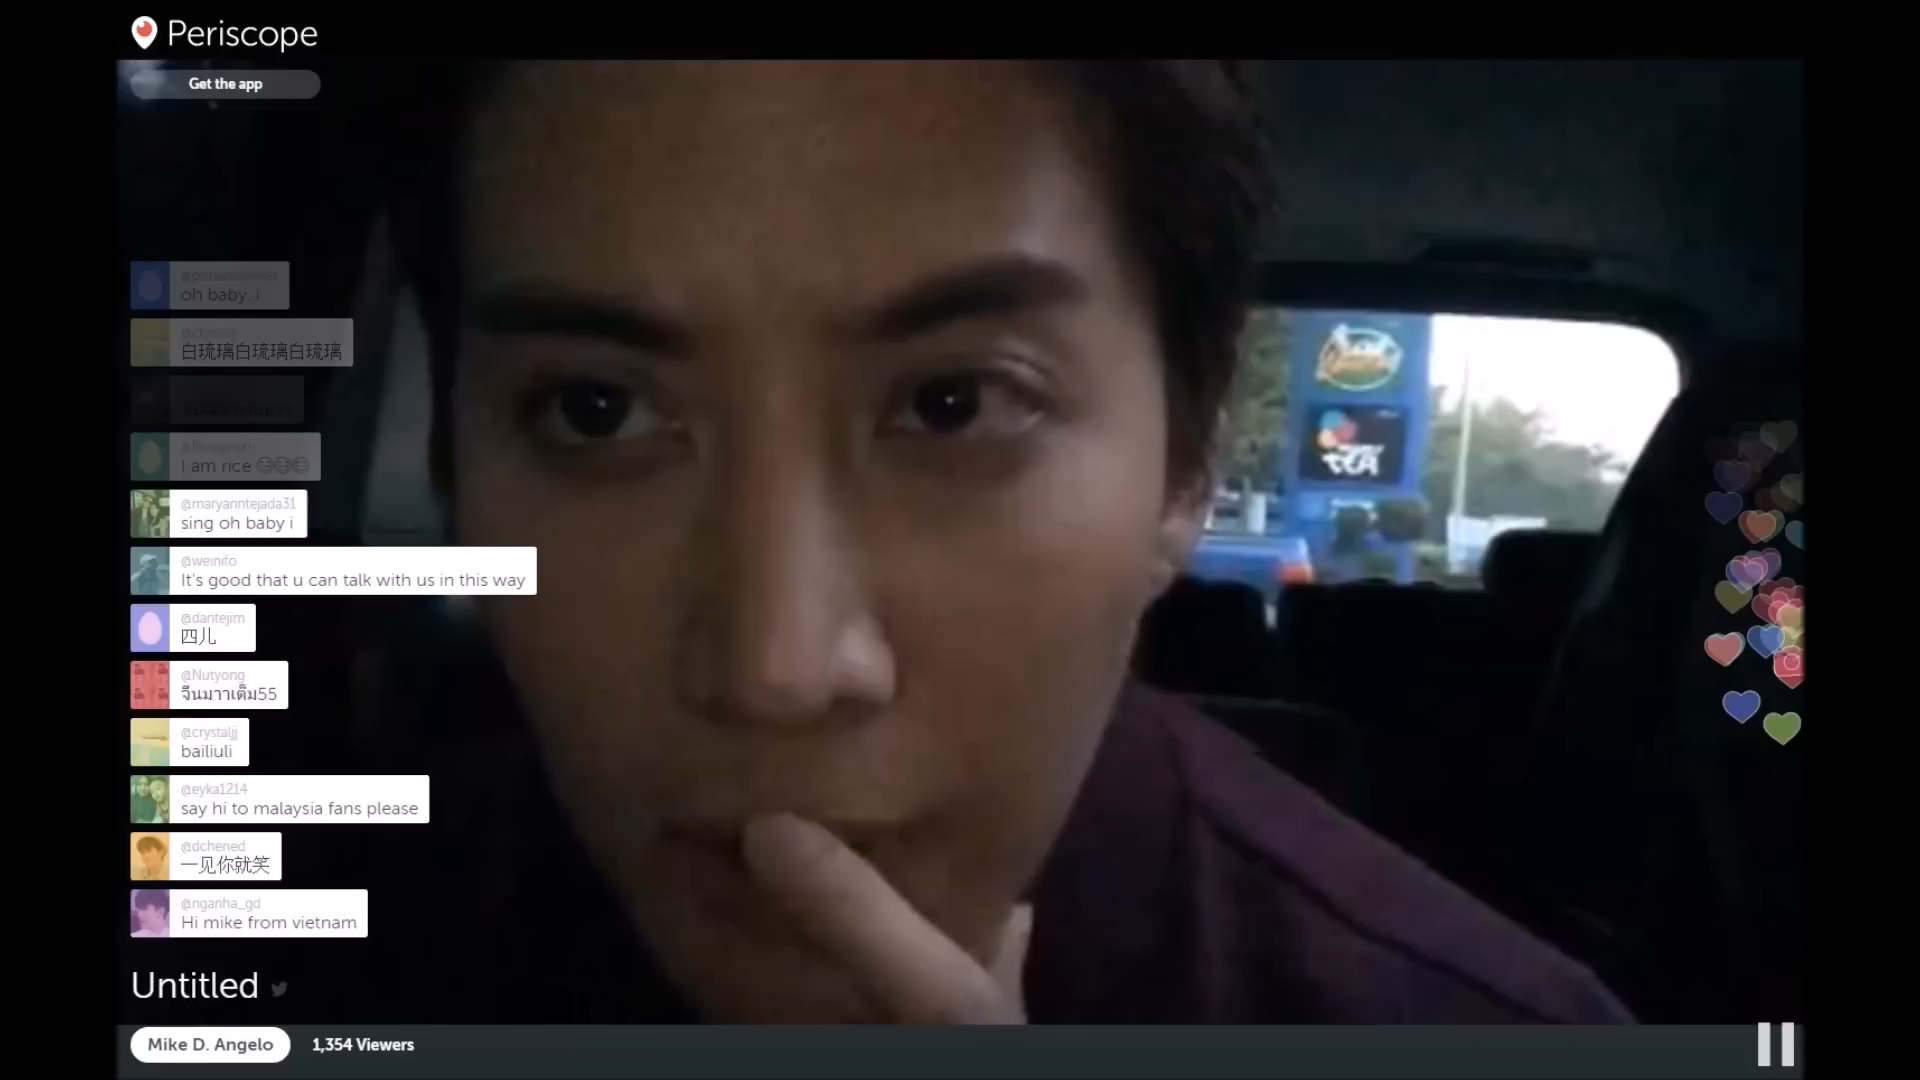 Periscope
Get the app
oh baby. i
@crystaljj
白琉璃白琉璃白琉璃
I am rice 😂😂😂
@maryanntejada31
sing oh baby i
@weinifo
It's good that u can talk with us in this way
@dantejim
四儿
@Nutyong
จีนมาาเต็ม55
@crystaljj
bailiuli
@eyka1214
say hi to malaysia fans please
@dchened
一见你就笑
@nganha_gd
Hi mike from vietnam
Untitled
Mike D. Angelo
1,354 Viewers